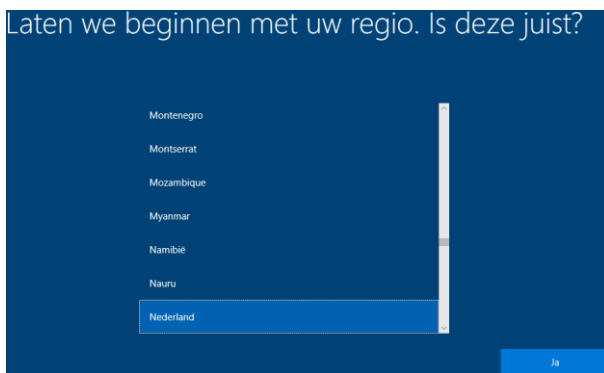 Laten we beginnen met uw regio. Is deze juist?
Montenegro
Montserrat
Mozambique
Myanmar
Namibië
Nauru
Nederland
Ja